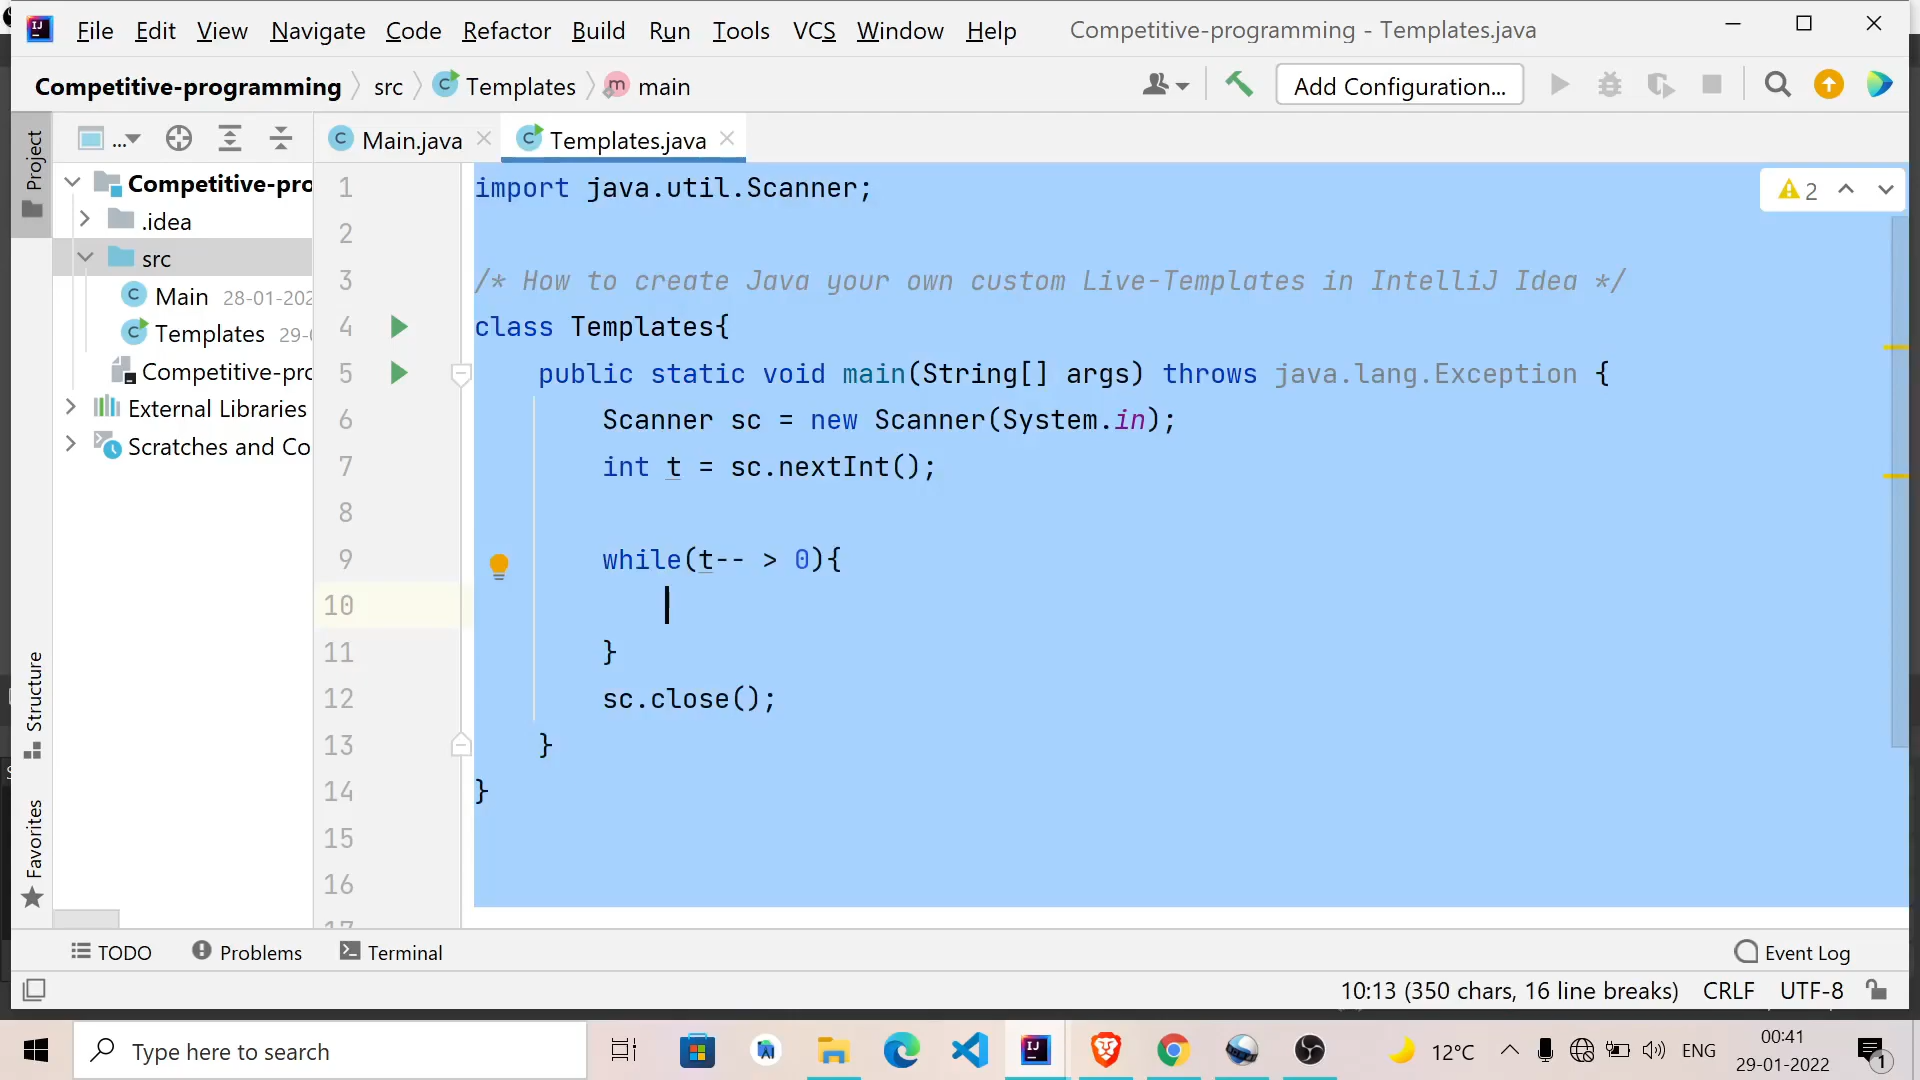 File Edit View Navigate Code Refactor Build Run Tools VCS Window Help Competitive-programming - Templates.java
Competitive-programming src Templates main Add Configuration...
Project
... Main.java Templates.java
Competitive-pro
.idea
src
Main 28-01-202
Templates 29-
Competitive-pro
External Libraries
Scratches and Co
Structure
Favorites
2
1 import java.util.Scanner;
2
3 /* How to create Java your own custom Live-Templates in IntelliJ Idea */
4 class Templates{
5 public static void main(String[] args) throws java.lang.Exception {
6 Scanner sc = new Scanner(System.in);
7 int t = sc.nextInt();
8
9 while(t-- > 0){
10
11 }
12 sc.close();
13 }
14 }
15
16
TODO Problems Terminal Event Log
10:13 (350 chars, 16 line breaks) CRLF UTF-8
Type here to search 12°C ENG 00:41
29-01-2022 1